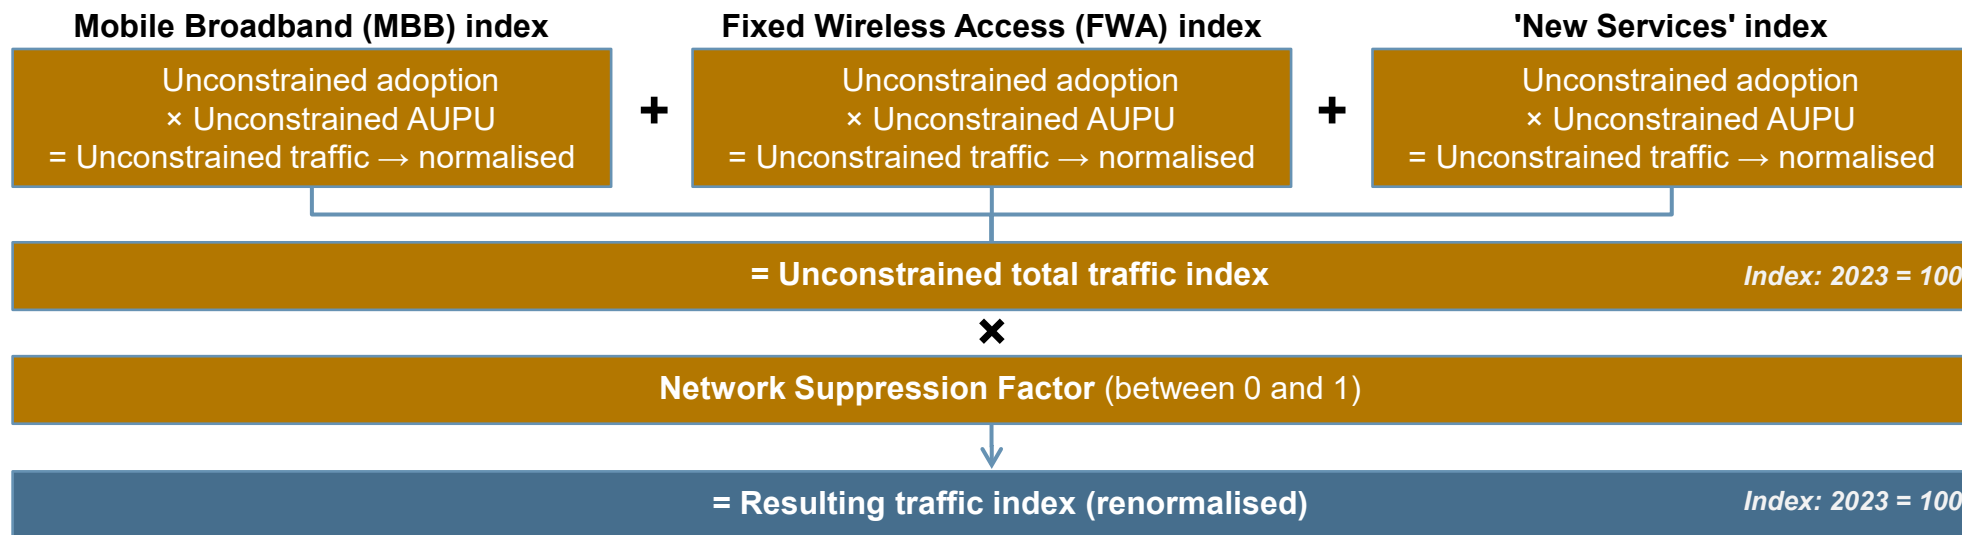 Mobile Broadband (MBB) index
Unconstrained adoption
× Unconstrained AUPU
= Unconstrained traffic → normalised
+
Fixed Wireless Access (FWA) index
Unconstrained adoption
× Unconstrained AUPU
= Unconstrained traffic → normalised
+
'New Services' index
Unconstrained adoption
× Unconstrained AUPU
= Unconstrained traffic → normalised
= Unconstrained total traffic index
Index: 2023 = 100
×
Network Suppression Factor (between 0 and 1)
= Resulting traffic index (renormalised)
Index: 2023 = 100